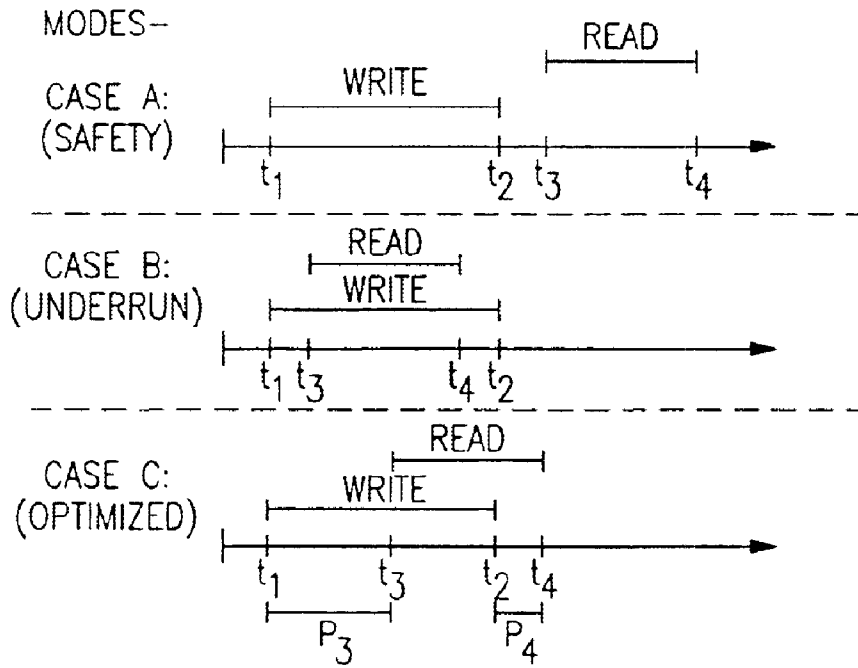 MODES-
READ
CASE A:
WRITE
(SAFETY)
t1 t2 t3 t4
READ
CASE B:
WRITE
(UNDERRUN)
t1 t3 t4 t2
READ
CASE C:
WRITE
(OPTIMIZED)
t1 t3 t2 t4
P3 P4